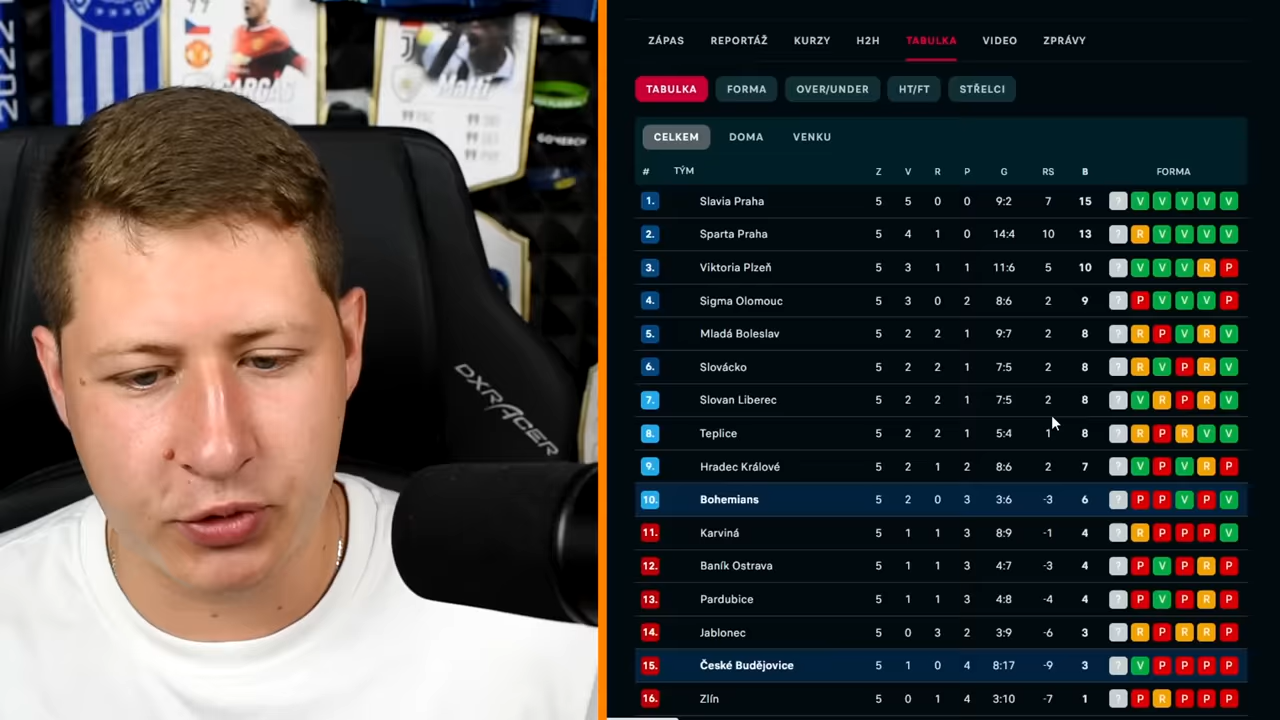 2022
CARGAS
Matti
GOMERCH
DXRACER
ZÁPAS REPORTÁŽ KURZY H2H TABULKA VIDEO ZPRÁVY
TABULKA FORMA OVER/UNDER HT/FT STŘELCI
CELKEM DOMA VENKU
# TÝM Z V R P G RS B FORMA
1. Slavia Praha 5 5 0 0 9:2 7 15 ? V V V V V
2. Sparta Praha 5 4 1 0 14:4 10 13 ? R V V V V
3. Viktoria Plzeň 5 3 1 1 11:6 5 10 ? V V V R P
4. Sigma Olomouc 5 3 0 2 8:6 2 9 ? P V V V P
5. Mladá Boleslav 5 2 2 1 9:7 2 8 ? R P V R V
6. Slovácko 5 2 2 1 7:5 2 8 ? R V P R V
7. Slovan Liberec 5 2 2 1 7:5 2 8 ? V R P R V
8. Teplice 5 2 2 1 5:4 1 8 ? R P R V V
9. Hradec Králové 5 2 1 2 8:6 2 7 ? V P V R P
10. Bohemians 5 2 0 3 3:6 -3 6 ? P P V P V
11. Karviná 5 1 1 3 8:9 -1 4 ? R P P P V
12. Baník Ostrava 5 1 1 3 4:7 -3 4 ? P V P R P
13. Pardubice 5 1 1 3 4:8 -4 4 ? P V P R P
14. Jablonec 5 0 3 2 3:9 -6 3 ? R P R R P
15. České Budějovice 5 1 0 4 8:17 -9 3 ? V P P P P
16. Zlín 5 0 1 4 3:10 -7 1 ? P R P P P